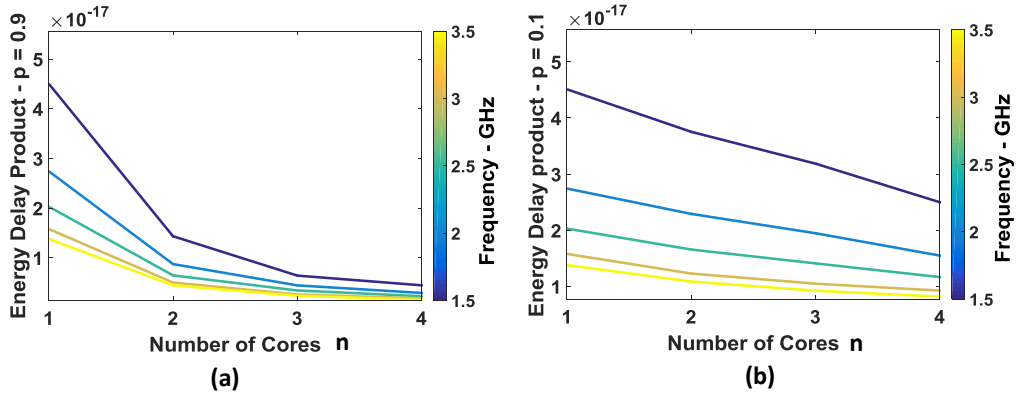 ×10⁻¹⁷
Energy Delay Product - p = 0.9
5
4
3
2
1
1 2 3 4
Number of Cores n
3.5
3
2.5
2
1.5
Frequency - GHz
(a)
×10⁻¹⁷
Energy Delay product - p = 0.1
5
4
3
2
1
1 2 3 4
Number of Cores n
3.5
3
2.5
2
1.5
Frequency - GHz
(b)